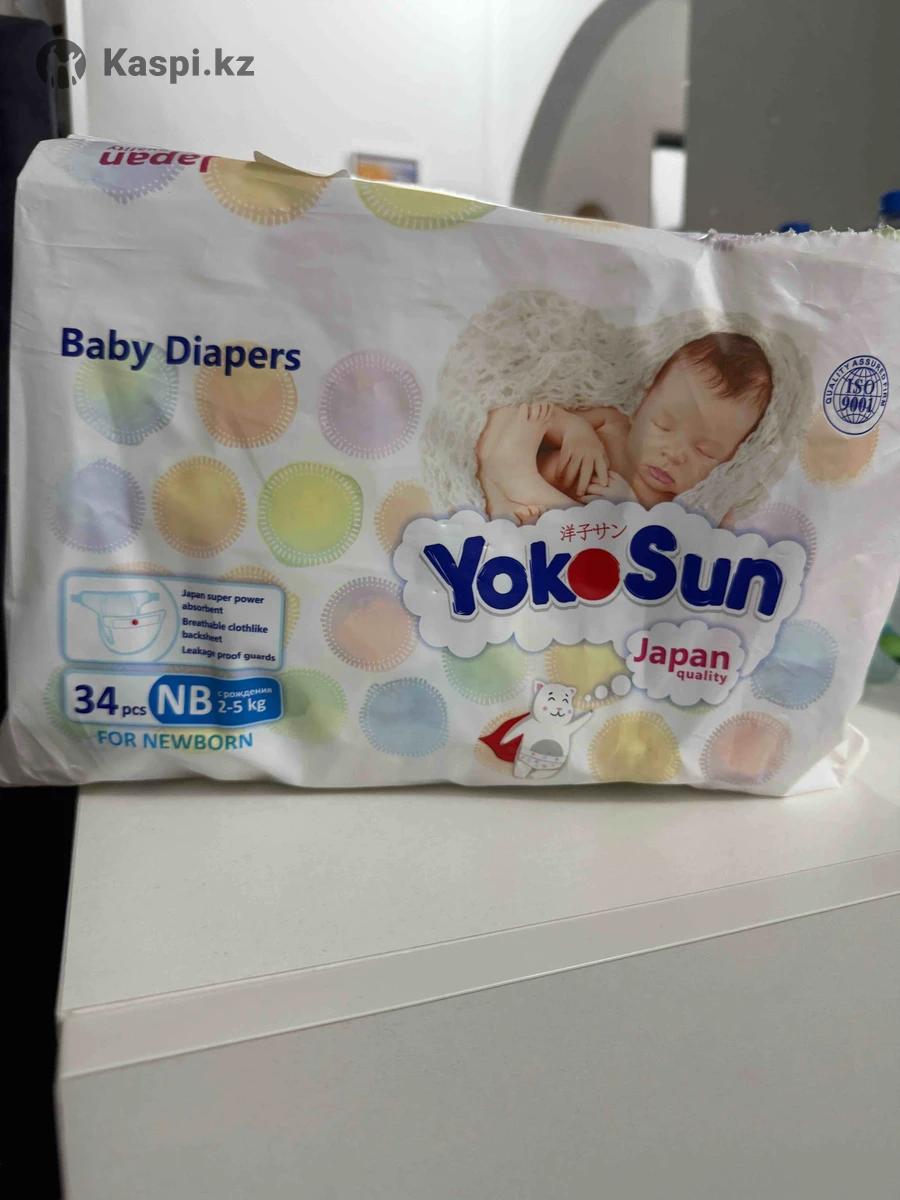 Kaspi.kz
Japan
quality
Baby Diapers
QUALITY ASSURED FIRM
ISO
9001
洋子サン
YokoSun
Japan
quality
Japan super power
absorbent
Breathable clothlike
backsheet
Leakage proof guards
34 pcs NB с рождения
2-5 kg
FOR NEWBORN